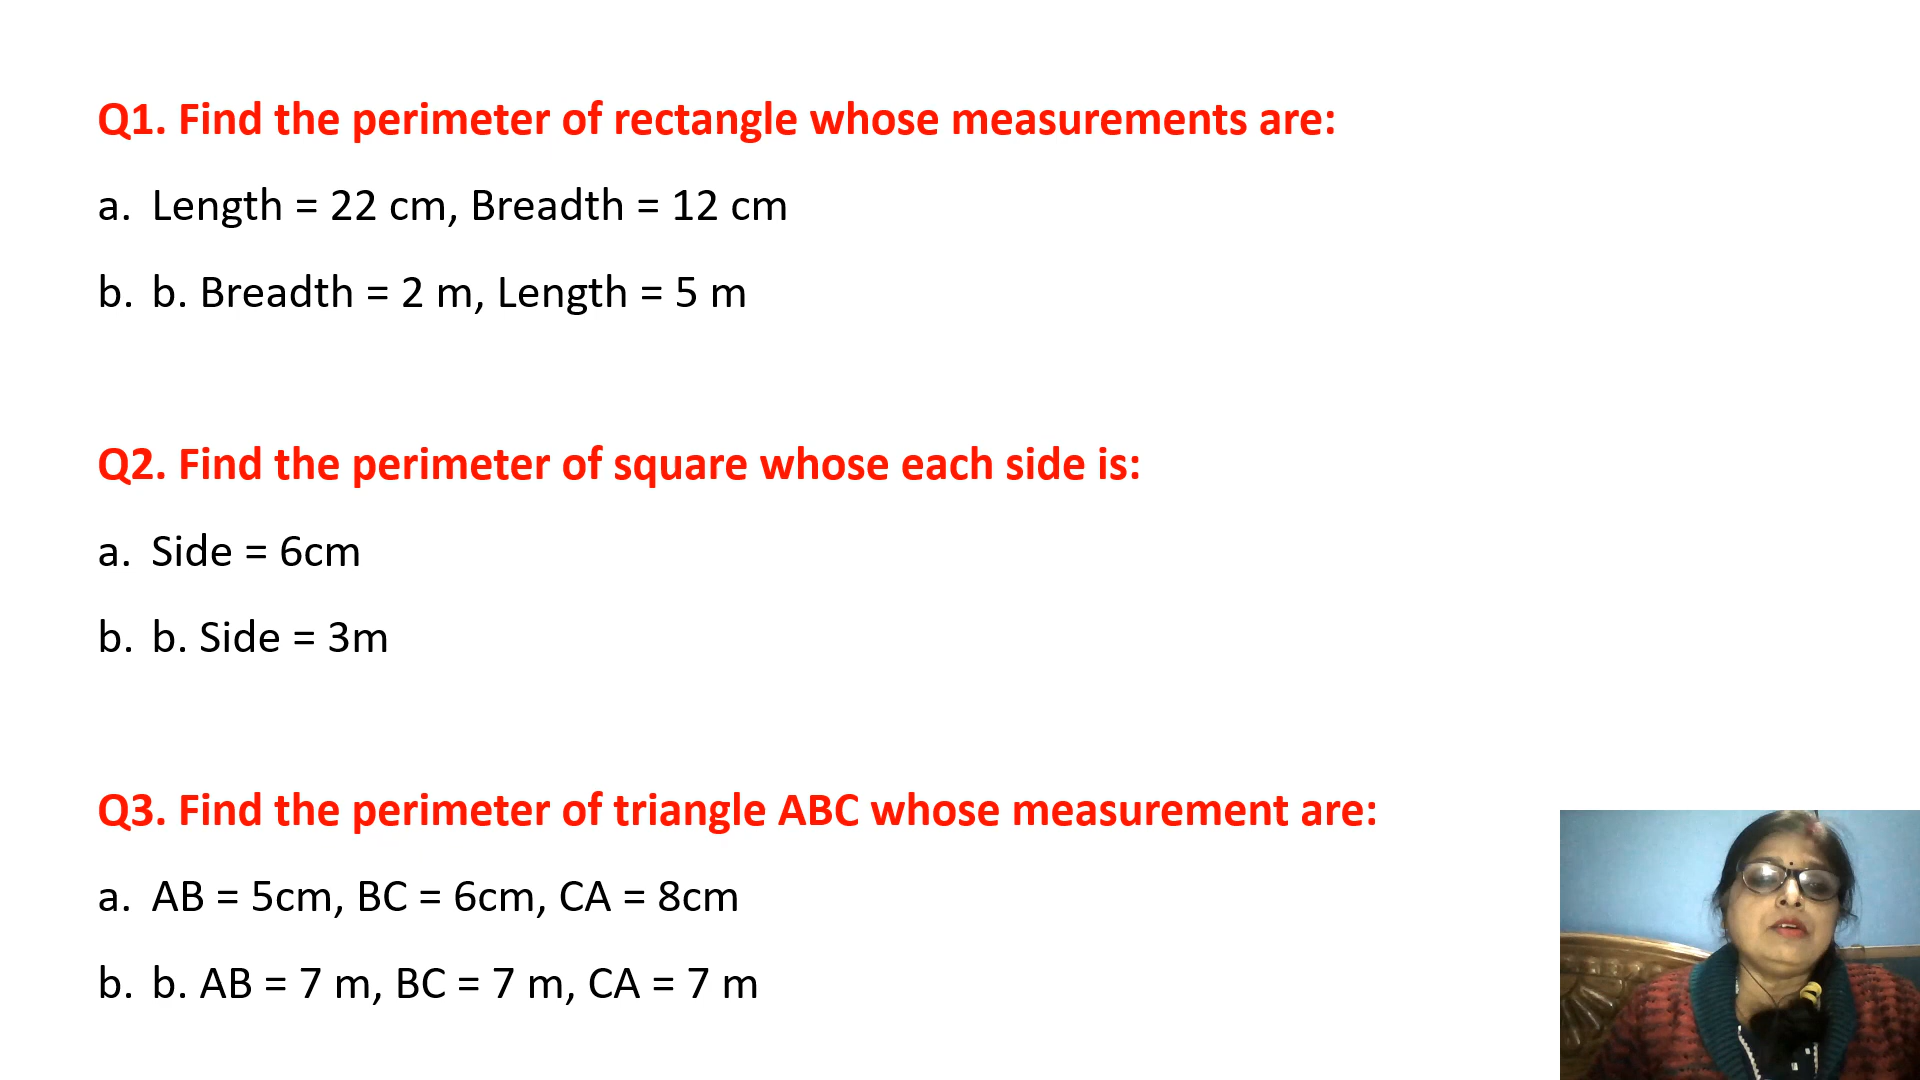 Q1. Find the perimeter of rectangle whose measurements are:
a. Length = 22 cm, Breadth = 12 cm
b. b. Breadth = 2 m, Length = 5 m
Q2. Find the perimeter of square whose each side is:
a. Side = 6cm
b. b. Side = 3m
Q3. Find the perimeter of triangle ABC whose measurement are:
a. AB = 5cm, BC = 6cm, CA = 8cm
b. b. AB = 7 m, BC = 7 m, CA = 7 m